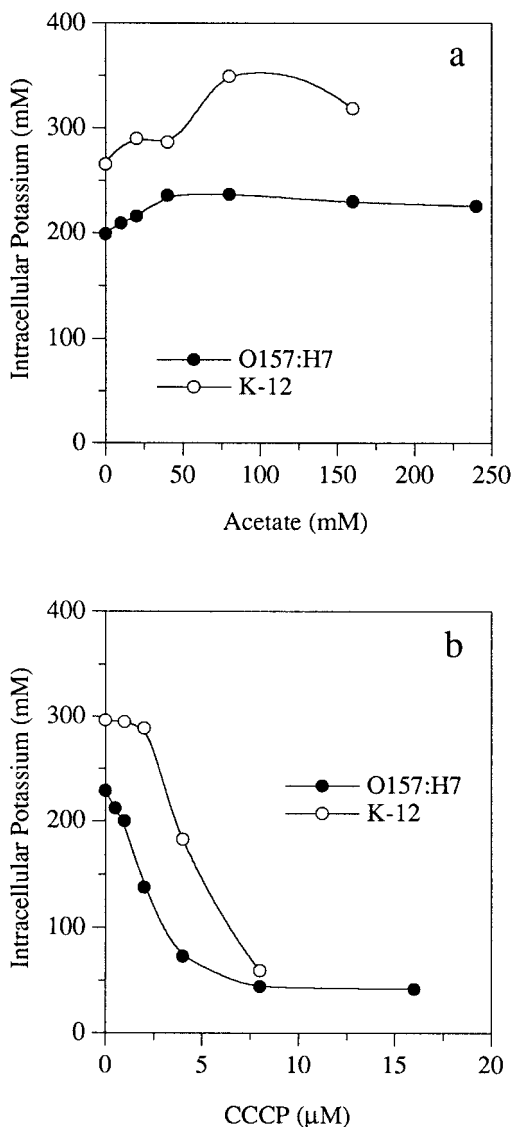 a
400
300
200
100
0
Intracellular Potassium (mM)
O157:H7
K-12
0 50 100 150 200 250
Acetate (mM)
b
400
300
200
100
0
Intracellular Potassium (mM)
O157:H7
K-12
0 5 10 15 20
CCCP (µM)